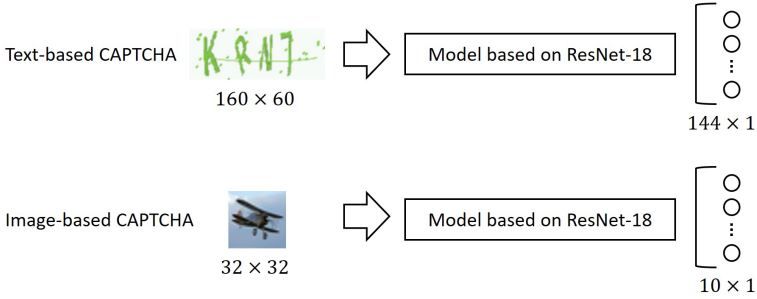 Text-based CAPTCHA
K R N 7
160 × 60
Model based on ResNet-18
144 × 1
Image-based CAPTCHA
32 × 32
Model based on ResNet-18
10 × 1